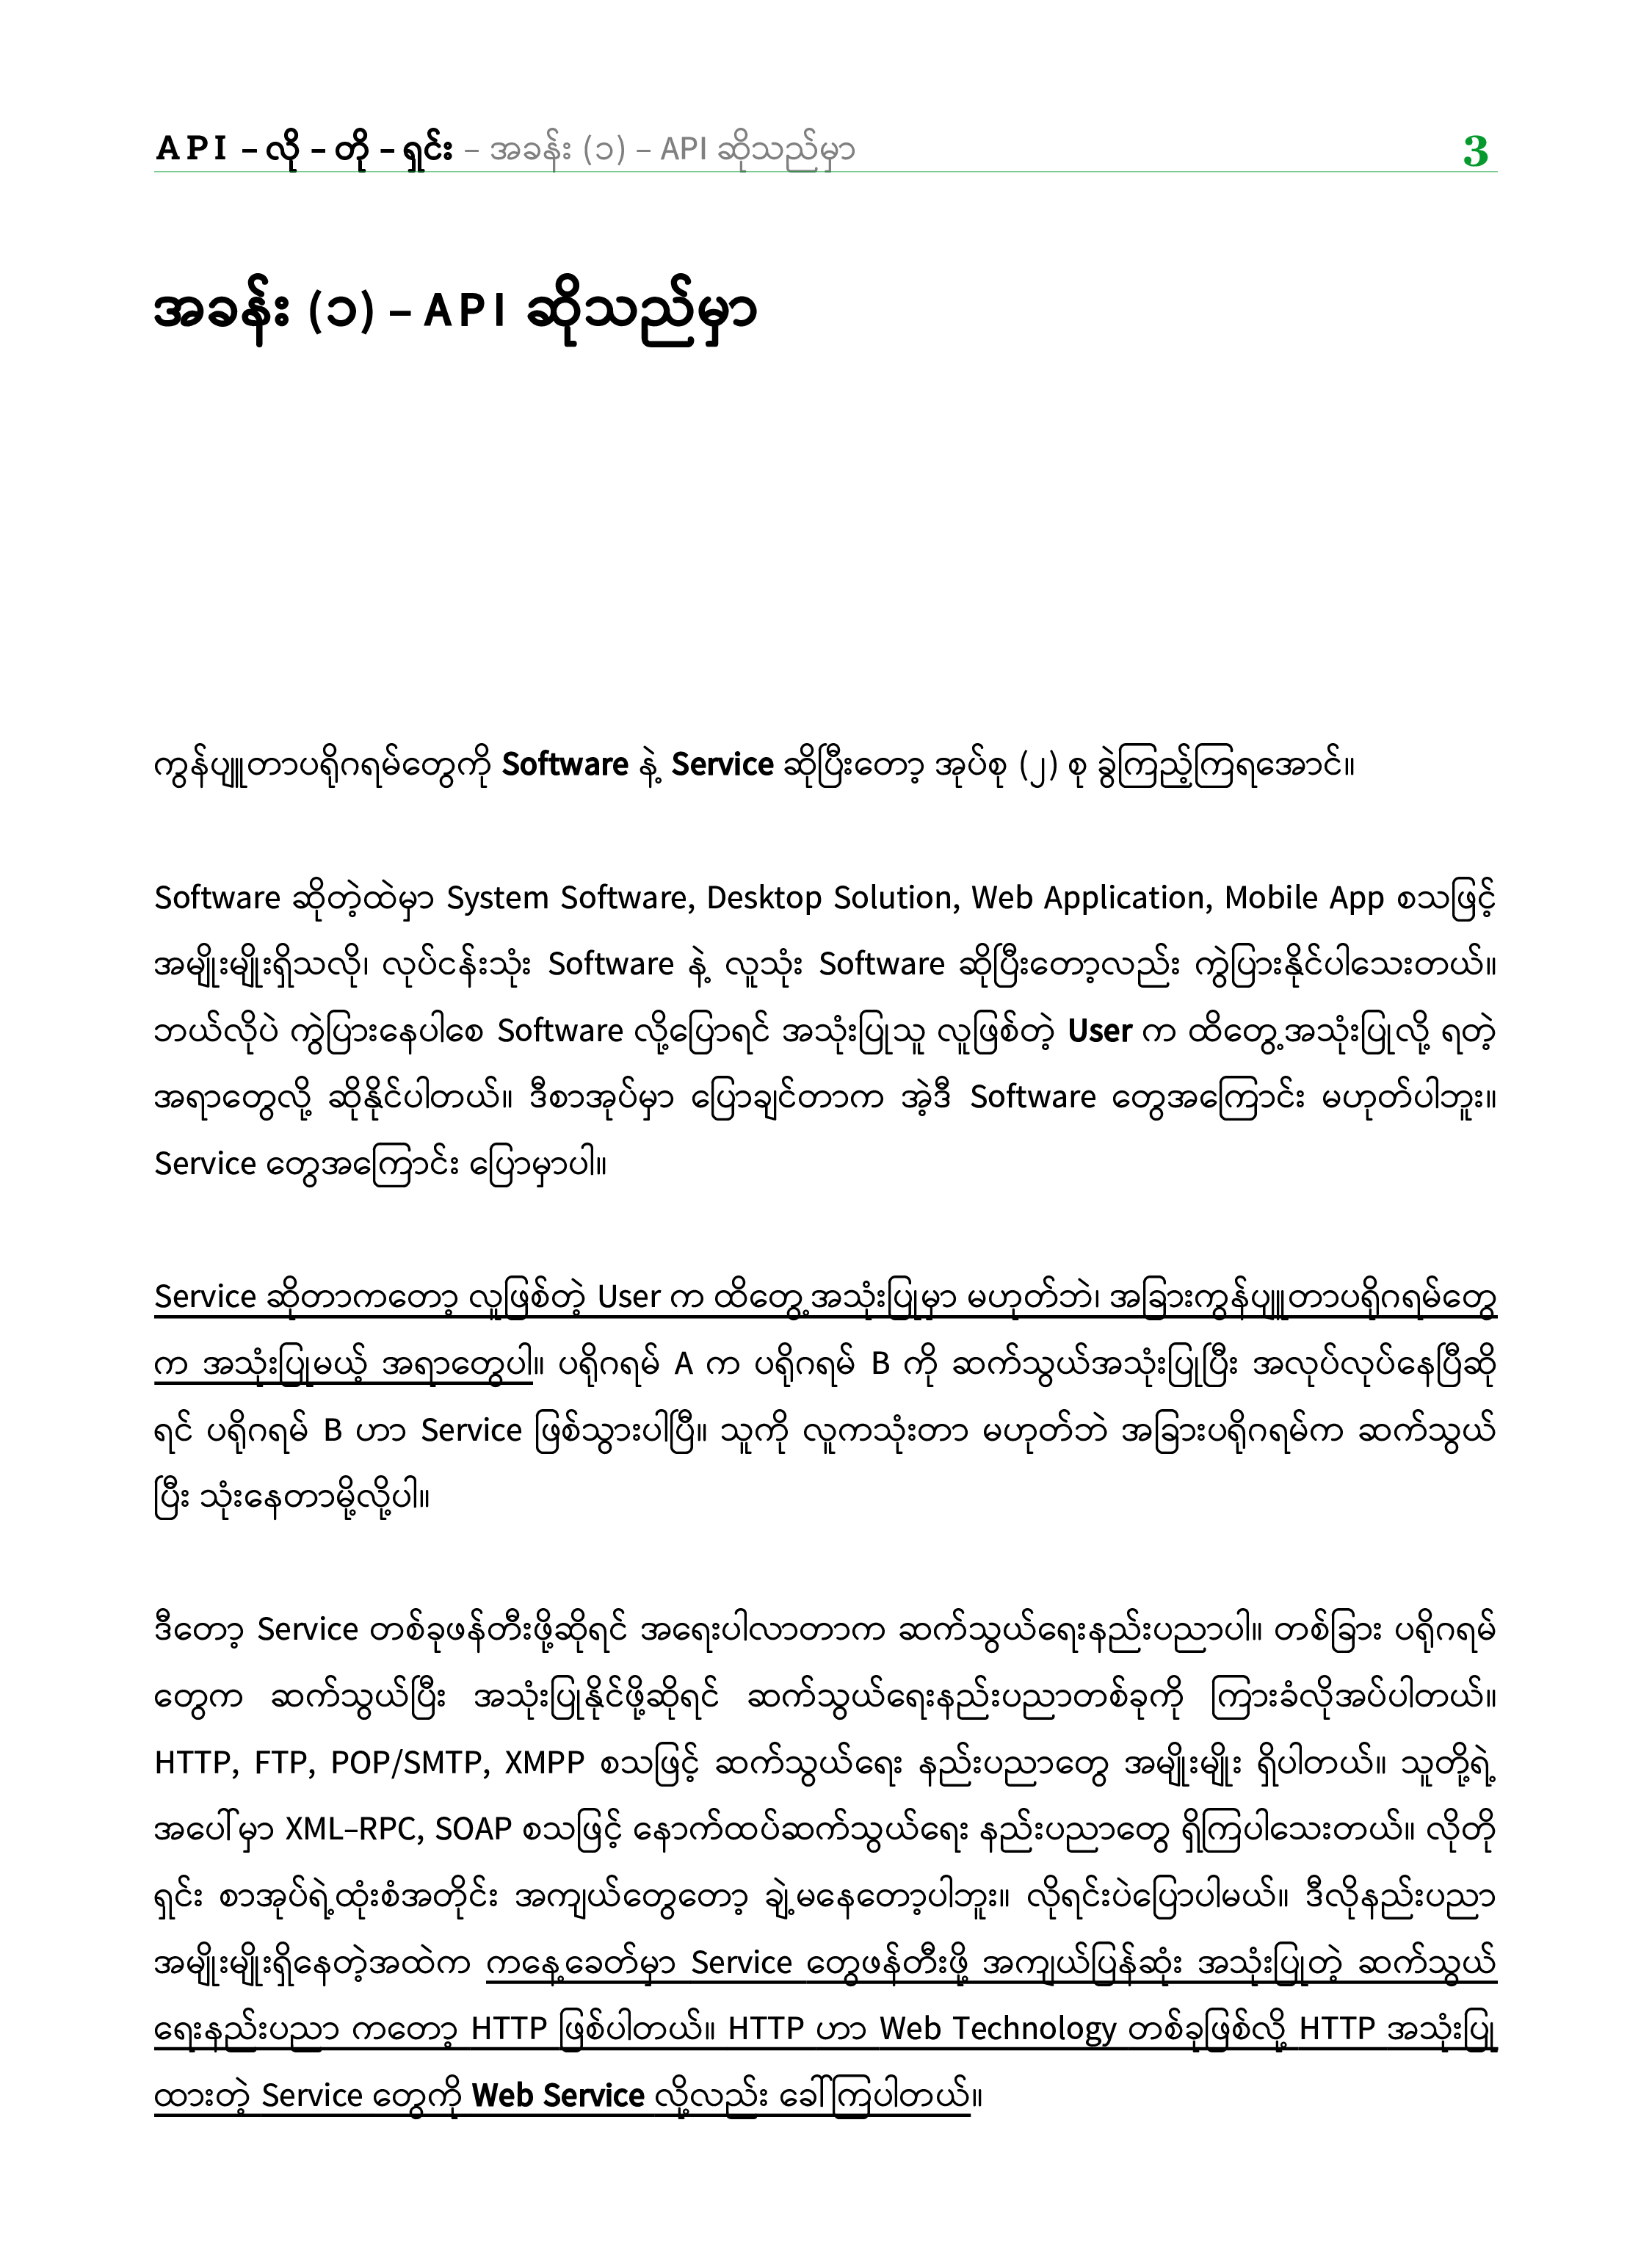 API – လို – တို – ရှင်း – အခန်း (၁) – API ဆိုသည်မှာ 3
အခန်း (၁) – API ဆိုသည်မှာ
ကွန်ပျူတာပရိုဂရမ်တွေကို Software နဲ့ Service ဆိုပြီးတော့ အုပ်စု (၂) စု ခွဲကြည့်ကြရအောင်။
Software ဆိုတဲ့ထဲမှာ System Software, Desktop Solution, Web Application, Mobile App စသဖြင့်
အမျိုးမျိုးရှိသလို၊ လုပ်ငန်းသုံး Software နဲ့ လူသုံး Software ဆိုပြီးတော့လည်း ကွဲပြားနိုင်ပါသေးတယ်။
ဘယ်လိုပဲ ကွဲပြားနေပါစေ Software လို့ပြောရင် အသုံးပြုသူ လူဖြစ်တဲ့ User က ထိတွေ့အသုံးပြုလို့ ရတဲ့
အရာတွေလို့ ဆိုနိုင်ပါတယ်။ ဒီစာအုပ်မှာ ပြောချင်တာက အဲ့ဒီ Software တွေအကြောင်း မဟုတ်ပါဘူး။
Service တွေအကြောင်း ပြောမှာပါ။
Service ဆိုတာကတော့ လူဖြစ်တဲ့ User က ထိတွေ့အသုံးပြုမှာ မဟုတ်ဘဲ၊ အခြားကွန်ပျူတာပရိုဂရမ်တွေ
က အသုံးပြုမယ့် အရာတွေပါ။ ပရိုဂရမ် A က ပရိုဂရမ် B ကို ဆက်သွယ်အသုံးပြုပြီး အလုပ်လုပ်နေပြီဆို
ရင် ပရိုဂရမ် B ဟာ Service ဖြစ်သွားပါပြီ။ သူ့ကို လူကသုံးတာ မဟုတ်ဘဲ အခြားပရိုဂရမ်က ဆက်သွယ်
ပြီး သုံးနေတာမို့လို့ပါ။
ဒီတော့ Service တစ်ခုဖန်တီးဖို့ဆိုရင် အရေးပါလာတာက ဆက်သွယ်ရေးနည်းပညာပါ။ တစ်ခြား ပရိုဂရမ်
တွေက ဆက်သွယ်ပြီး အသုံးပြုနိုင်ဖို့ဆိုရင် ဆက်သွယ်ရေးနည်းပညာတစ်ခုကို ကြားခံလိုအပ်ပါတယ်။
HTTP, FTP, POP/SMTP, XMPP စသဖြင့် ဆက်သွယ်ရေး နည်းပညာတွေ အမျိုးမျိုး ရှိပါတယ်။ သူတို့ရဲ့
အပေါ်မှာ XML–RPC, SOAP စသဖြင့် နောက်ထပ်ဆက်သွယ်ရေး နည်းပညာတွေ ရှိကြပါသေးတယ်။ လိုတို
ရှင်း စာအုပ်ရဲ့ထုံးစံအတိုင်း အကျယ်တွေတော့ ချဲ့မနေတော့ပါဘူး။ လိုရင်းပဲပြောပါမယ်။ ဒီလိုနည်းပညာ
အမျိုးမျိုးရှိနေတဲ့အထဲက ကနေ့ခေတ်မှာ Service တွေဖန်တီးဖို့ အကျယ်ပြန့်ဆုံး အသုံးပြုတဲ့ ဆက်သွယ်
ရေးနည်းပညာ ကတော့ HTTP ဖြစ်ပါတယ်။ HTTP ဟာ Web Technology တစ်ခုဖြစ်လို့ HTTP အသုံးပြု
ထားတဲ့ Service တွေကို Web Service လို့လည်း ခေါ်ကြပါတယ်။